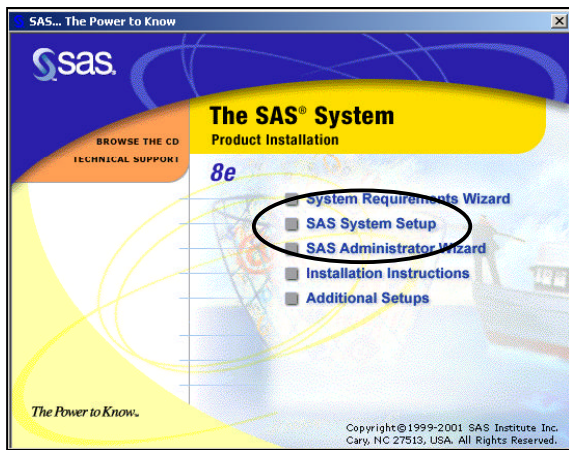 SAS... The Power to Know
sas.
The SAS® System
Product Installation
BROWSE THE CD
TECHNICAL SUPPORT
8e
System Requirements Wizard
SAS System Setup
SAS Administrator Wizard
Installation Instructions
Additional Setups
The Power to Know.
Copyright©1999-2001 SAS Institute Inc.
Cary, NC 27513, USA. All Rights Reserved.